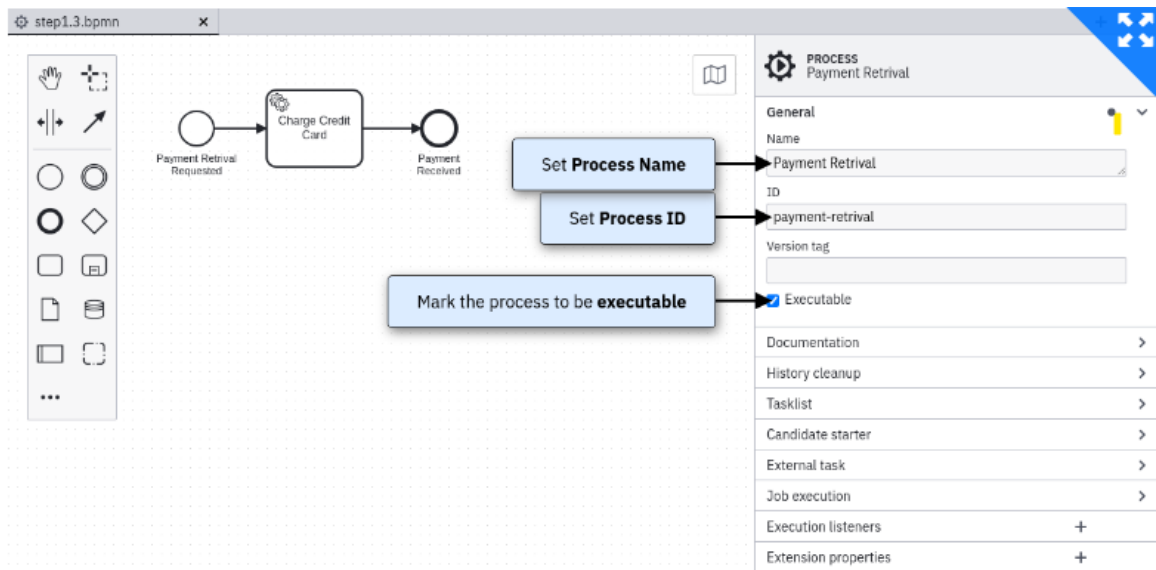 step1.3.bpmn
PROCESS
Payment Retrival
General
Name
Payment Retrival
ID
payment-retrival
Version tag
Executable
Documentation
History cleanup
Tasklist
Candidate starter
External task
Job execution
Execution listeners
Extension properties
Charge Credit
Card
Payment Retrival
Requested
Payment
Received
Set Process Name
Set Process ID
Mark the process to be executable